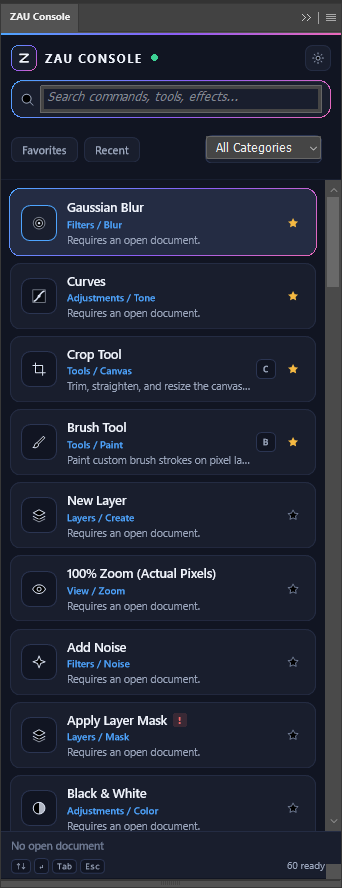 ZAU Console
Z ZAU CONSOLE
Search commands, tools, effects...
Favorites Recent All Categories
Gaussian Blur
Filters / Blur
Requires an open document.
Curves
Adjustments / Tone
Requires an open document.
Crop Tool
Tools / Canvas
C
Trim, straighten, and resize the canvas...
Brush Tool
Tools / Paint
B
Paint custom brush strokes on pixel la...
New Layer
Layers / Create
Requires an open document.
100% Zoom (Actual Pixels)
View / Zoom
Requires an open document.
Add Noise
Filters / Noise
Requires an open document.
Apply Layer Mask !
Layers / Mask
Requires an open document.
Black & White
Adjustments / Color
Requires an open document.
No open document
↑↓ ↵ Tab Esc 60 ready